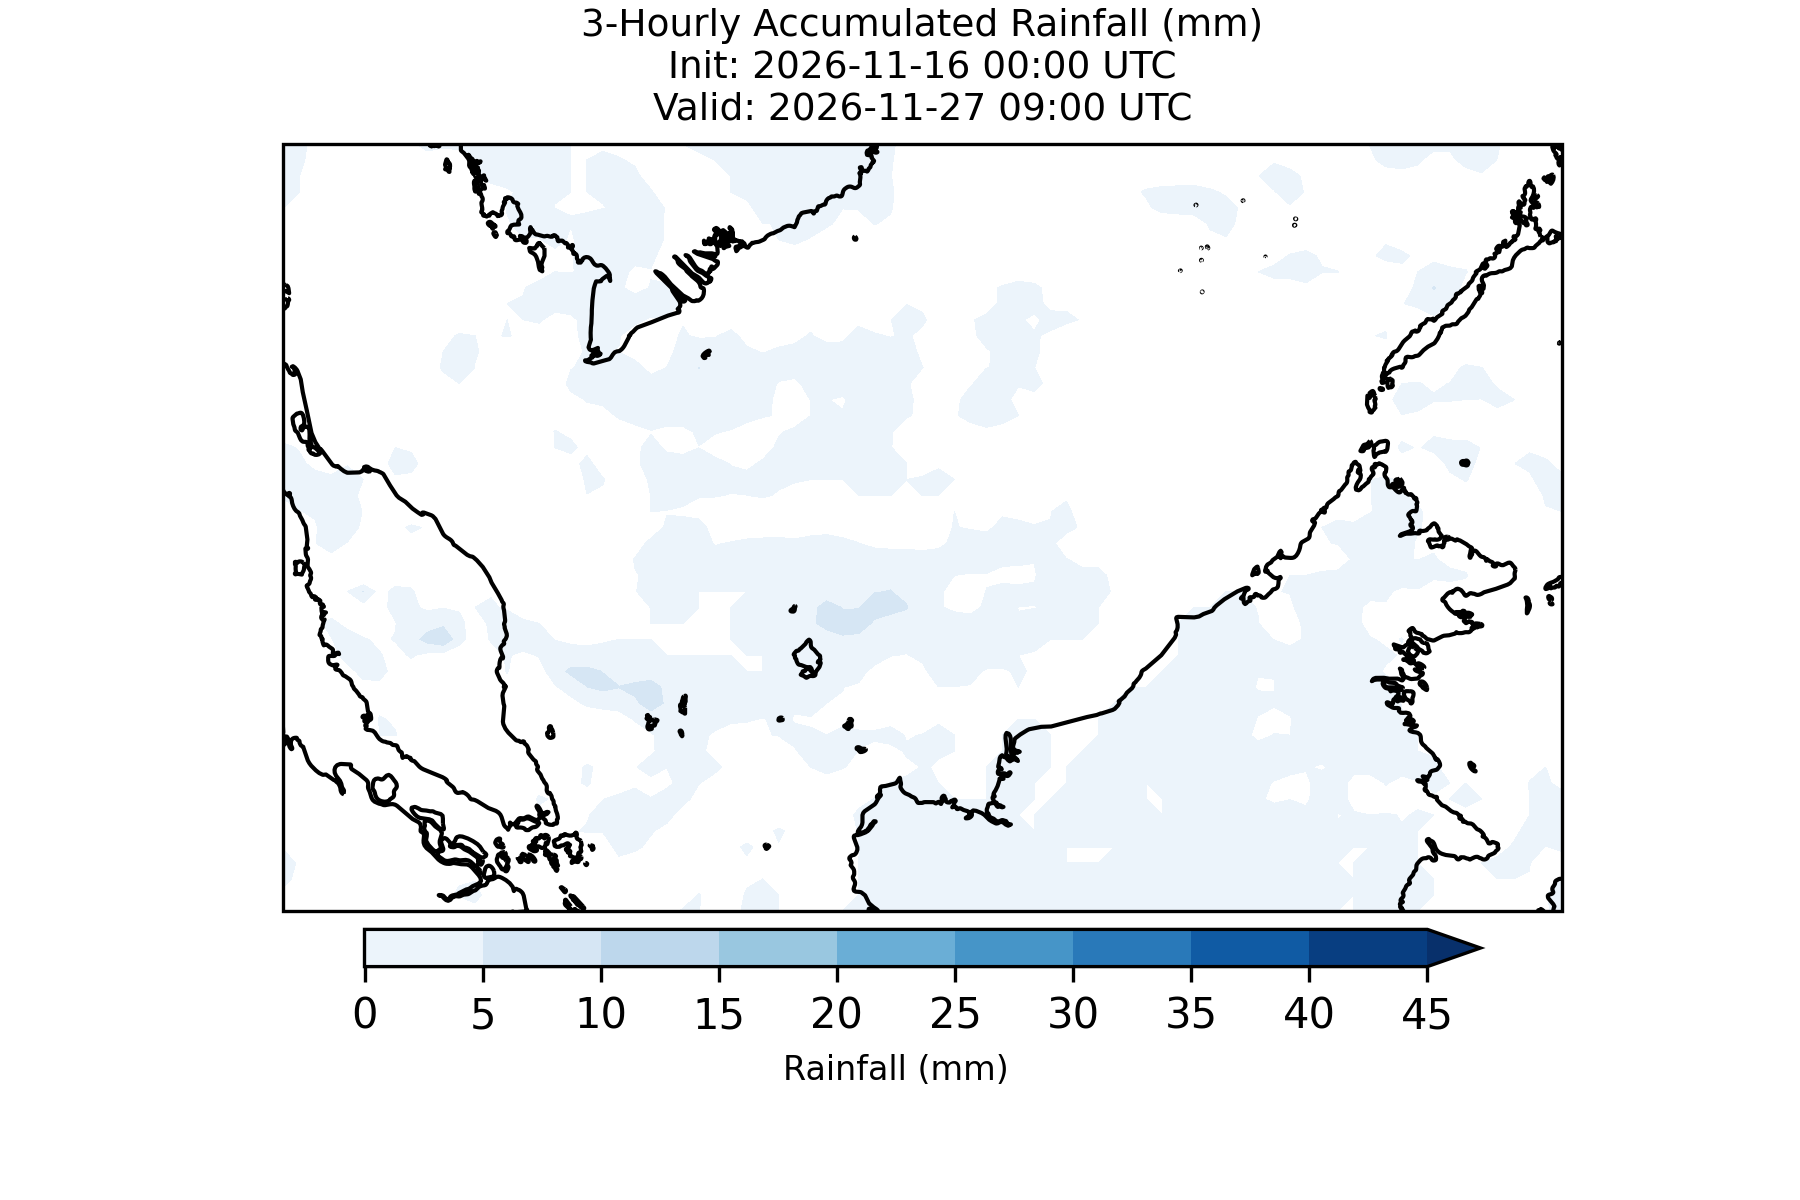 3-Hourly Accumulated Rainfall (mm)
Init: 2026-11-16 00:00 UTC
Valid: 2026-11-27 09:00 UTC
0 5 10 15 20 25 30 35 40 45
Rainfall (mm)